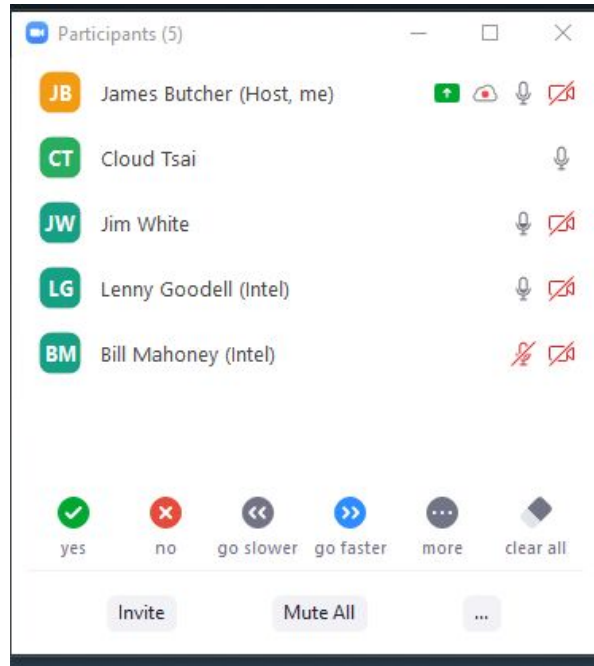 Participants (5)
JB James Butcher (Host, me)
CT Cloud Tsai
JW Jim White
LG Lenny Goodell (Intel)
BM Bill Mahoney (Intel)
yes no go slower go faster more clear all
Invite Mute All ...